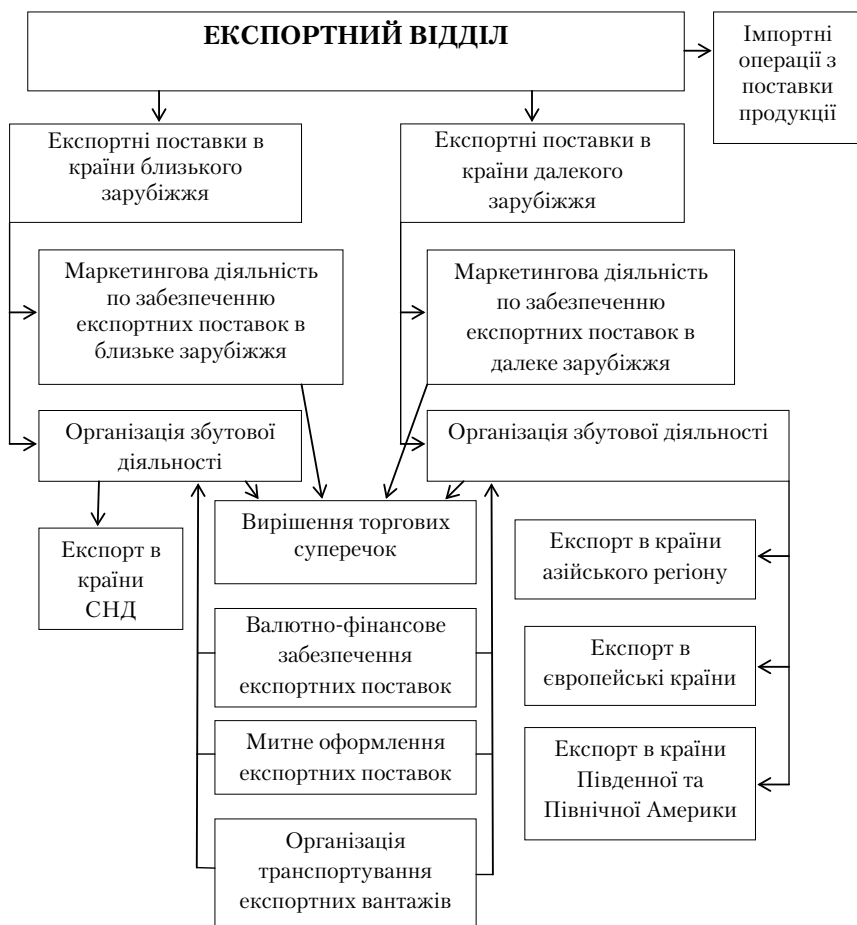 ЕКСПОРТНИЙ ВІДДІЛ
Імпортні
операції з
поставки
продукції
Експортні поставки в
країни близького
зарубіжжя
Експортні поставки в
країни далекого
зарубіжжя
Маркетингова діяльність
по забезпеченню
експортних поставок в
близьке зарубіжжя
Маркетингова діяльність
по забезпеченню
експортних поставок в
далеке зарубіжжя
Організація збутової
діяльності
Організація збутової діяльності
Вирішення торгових
суперечок
Експорт в
країни
СНД
Експорт в країни
азійського регіону
Валютно-фінансове
забезпечення
експортних поставок
Експорт в
європейські країни
Митне оформлення
експортних поставок
Експорт в країни
Південної та
Північної Америки
Організація
транспортування
експортних вантажів